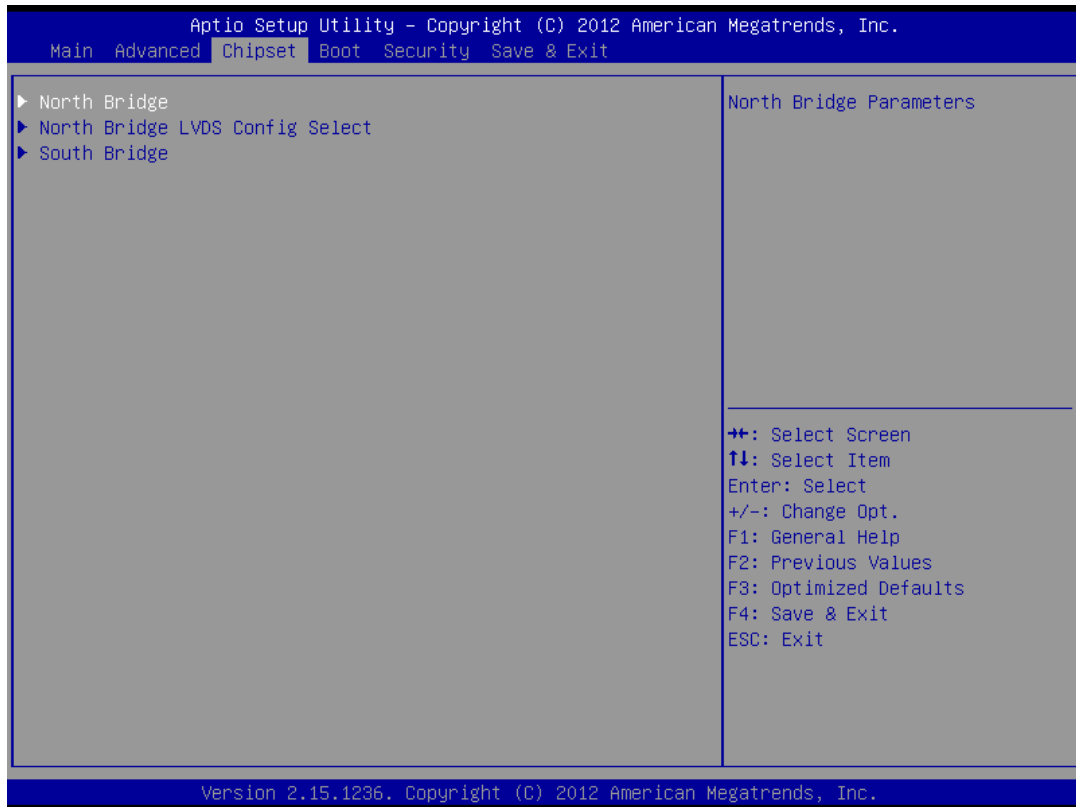 Aptio Setup Utility – Copyright (C) 2012 American Megatrends, Inc.
Main Advanced Chipset Boot Security Save & Exit
North Bridge
North Bridge LVDS Config Select
South Bridge
North Bridge Parameters
→←: Select Screen
↑↓: Select Item
Enter: Select
+/-: Change Opt.
F1: General Help
F2: Previous Values
F3: Optimized Defaults
F4: Save & Exit
ESC: Exit
Version 2.15.1236. Copyright (C) 2012 American Megatrends, Inc.